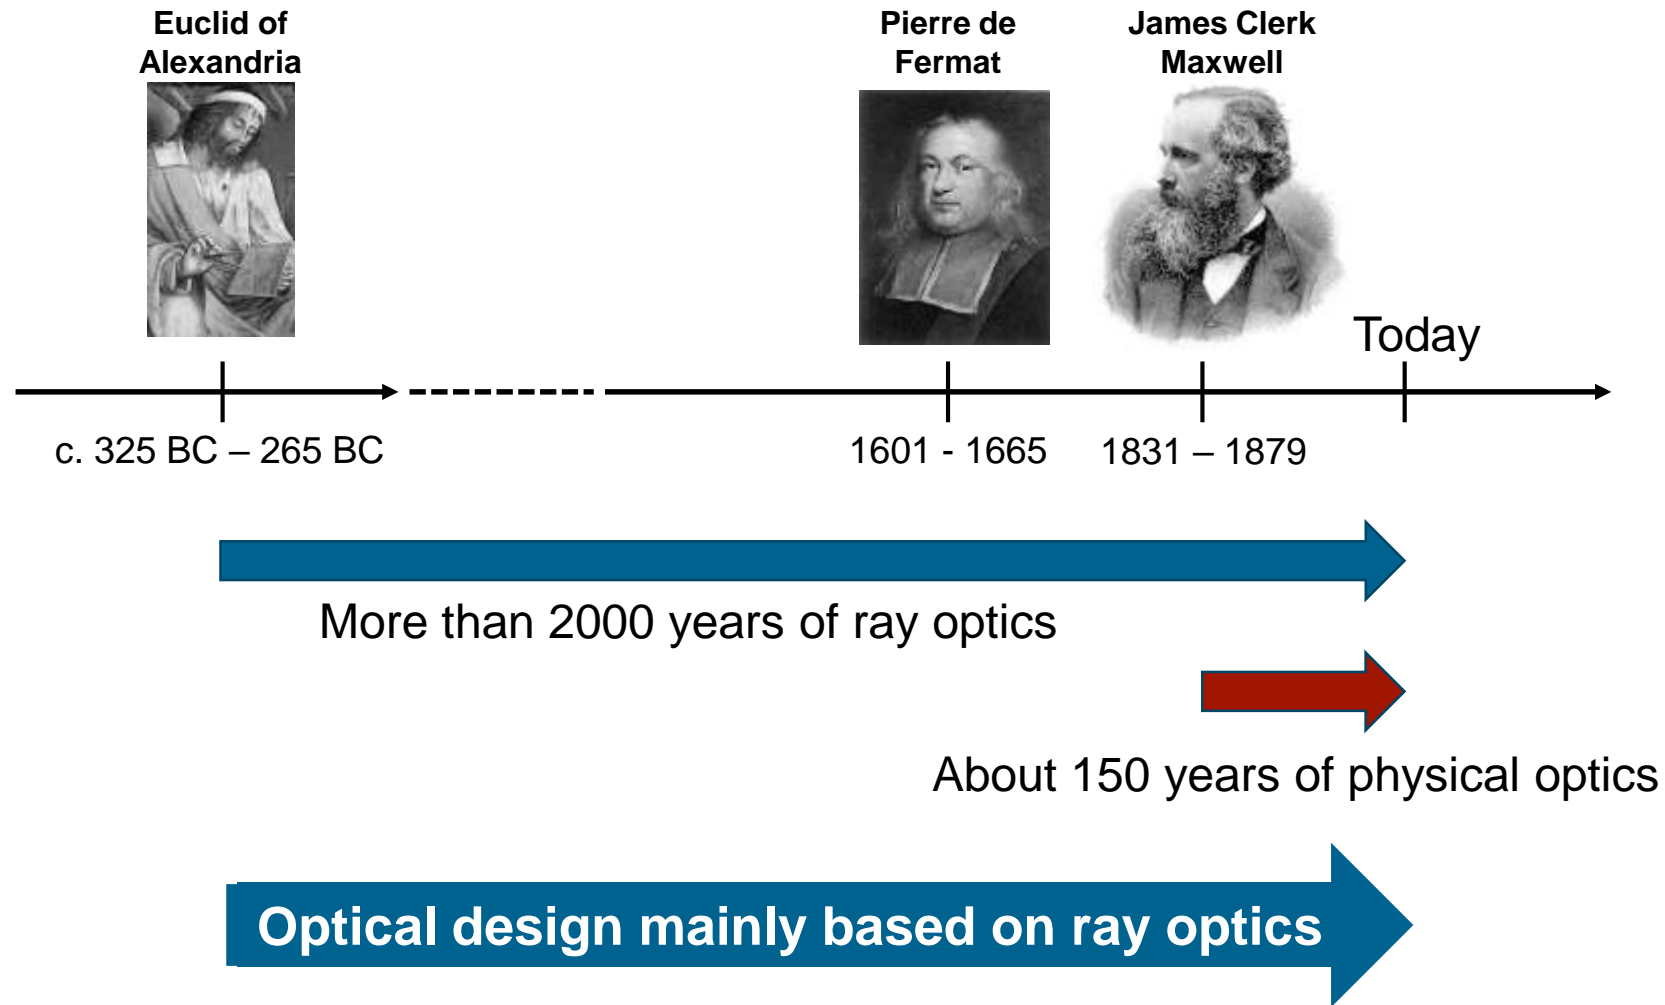 Euclid of
Alexandria
Pierre de
Fermat
James Clerk
Maxwell
Today
c. 325 BC – 265 BC
1601 - 1665
1831 – 1879
More than 2000 years of ray optics
About 150 years of physical optics
Optical design mainly based on ray optics